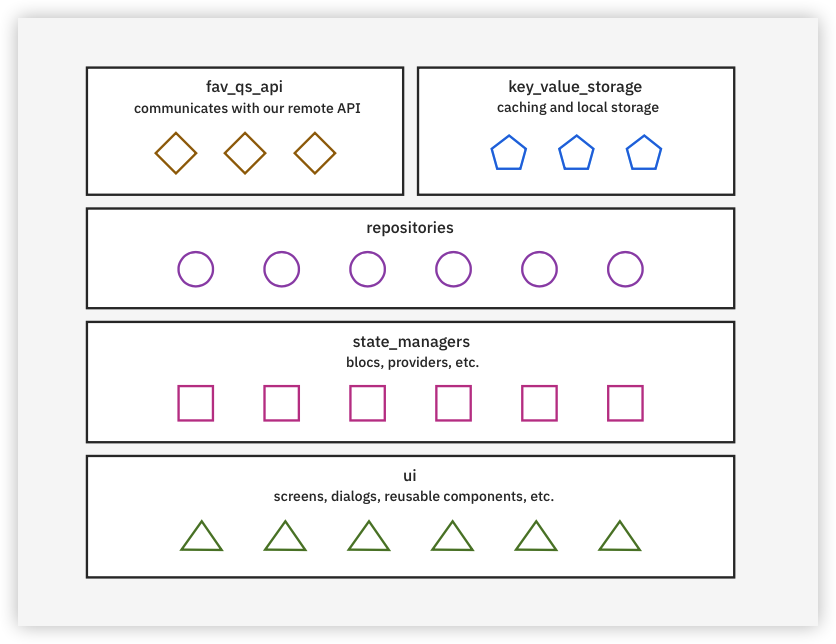 fav_qs_api
communicates with our remote API
key_value_storage
caching and local storage
repositories
state_managers
blocs, providers, etc.
ui
screens, dialogs, reusable components, etc.